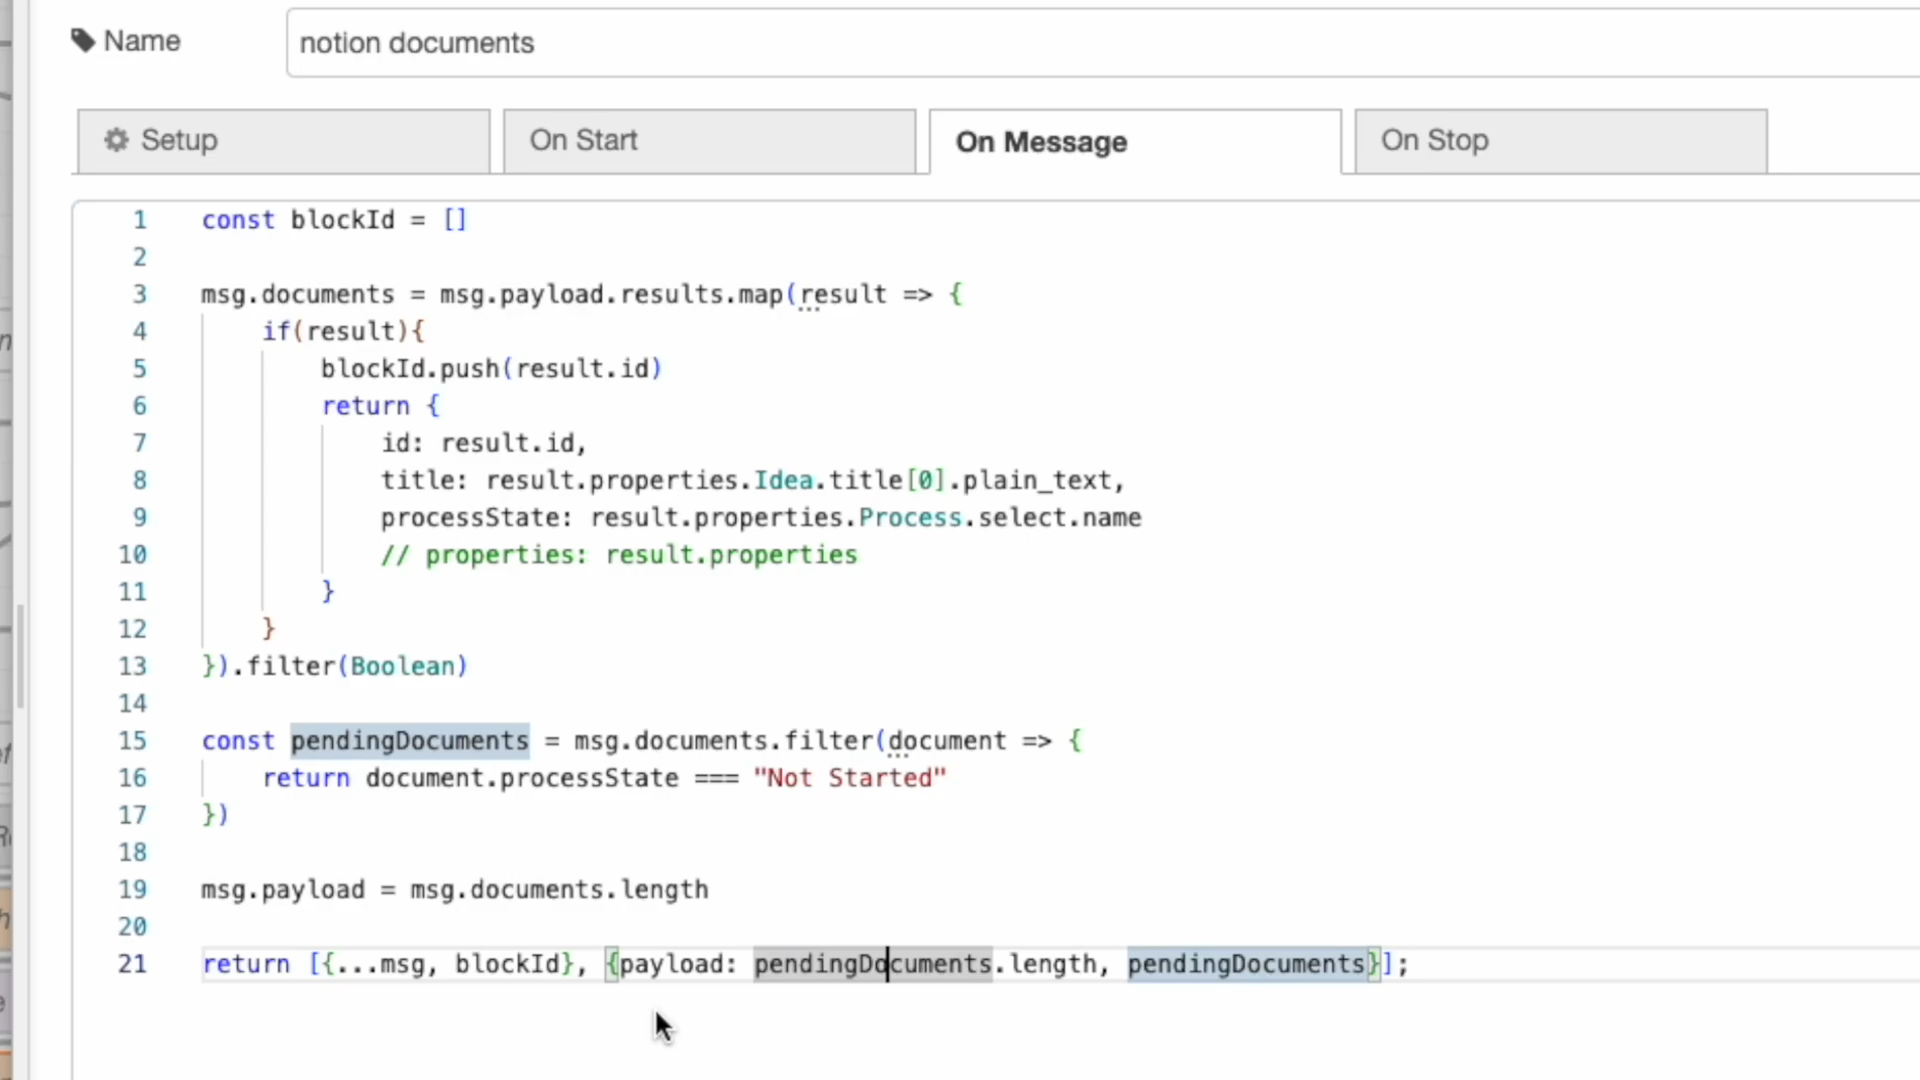 Name
notion documents
Setup
On Start
On Message
On Stop
1 const blockId = []
2
3 msg.documents = msg.payload.results.map(result => {
4 if(result){
5 blockId.push(result.id)
6 return {
7 id: result.id,
8 title: result.properties.Idea.title[0].plain_text,
9 processState: result.properties.Process.select.name
10 // properties: result.properties
11 }
12 }
13 }).filter(Boolean)
14
15 const pendingDocuments = msg.documents.filter(document => {
16 return document.processState === "Not Started"
17 })
18
19 msg.payload = msg.documents.length
20
21 return [{...msg, blockId}, {payload: pendingDocuments.length, pendingDocuments}];